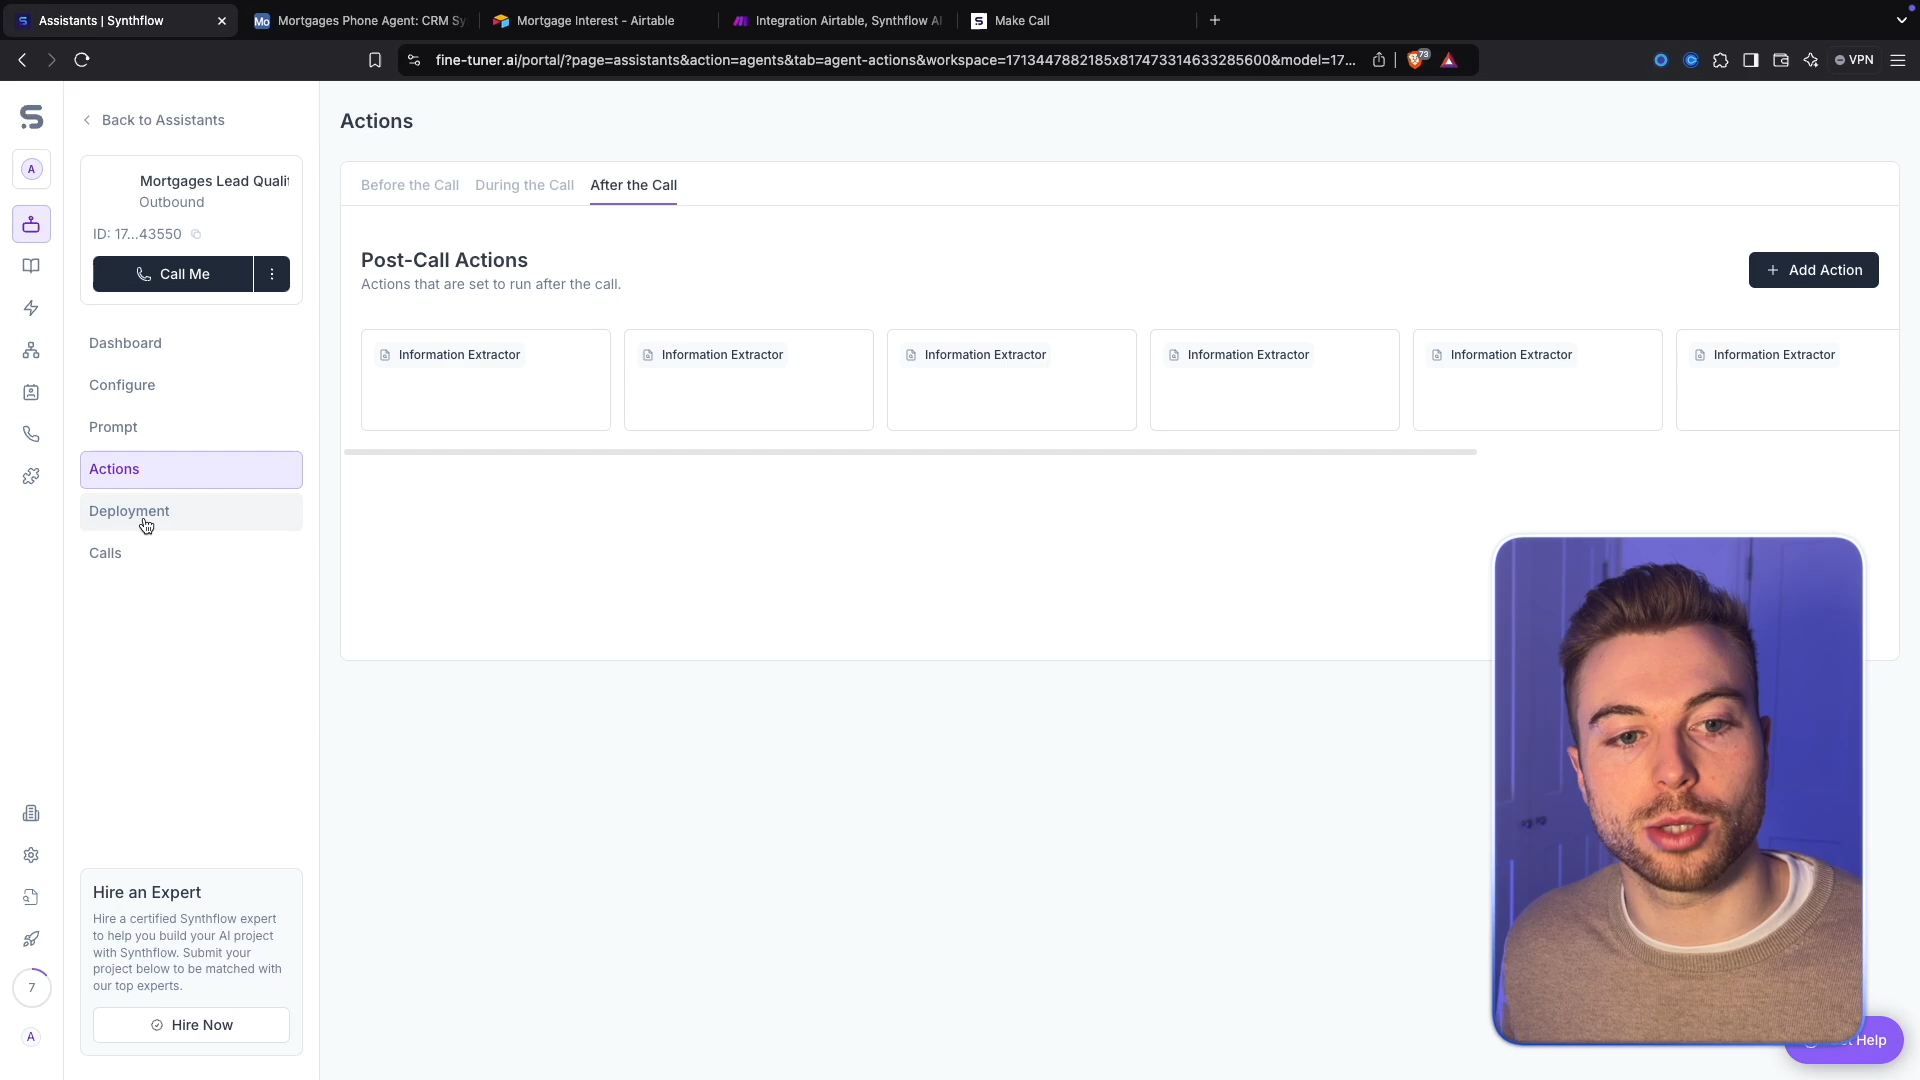 Assistants | Synthflow
Mortgages Phone Agent: CRM Sy
Mortgage Interest - Airtable
Integration Airtable, Synthflow AI
Make Call
fine-tuner.ai/portal/?page=assistants&action=agents&tab=agent-actions&workspace=1713447882185x817473314633285600&model=17...
73
VPN
Back to Assistants
A
Mortgages Lead Qualif
Outbound
ID: 17...43550
Call Me
Dashboard
Configure
Prompt
Actions
Deployment
Calls
Hire an Expert
Hire a certified Synthflow expert
to help you build your AI project
with Synthflow. Submit your
project below to be matched with
our top experts.
Hire Now
7
A
Actions
Before the Call
During the Call
After the Call
Post-Call Actions
Actions that are set to run after the call.
+ Add Action
Information Extractor
Information Extractor
Information Extractor
Information Extractor
Information Extractor
Information Extractor
Help